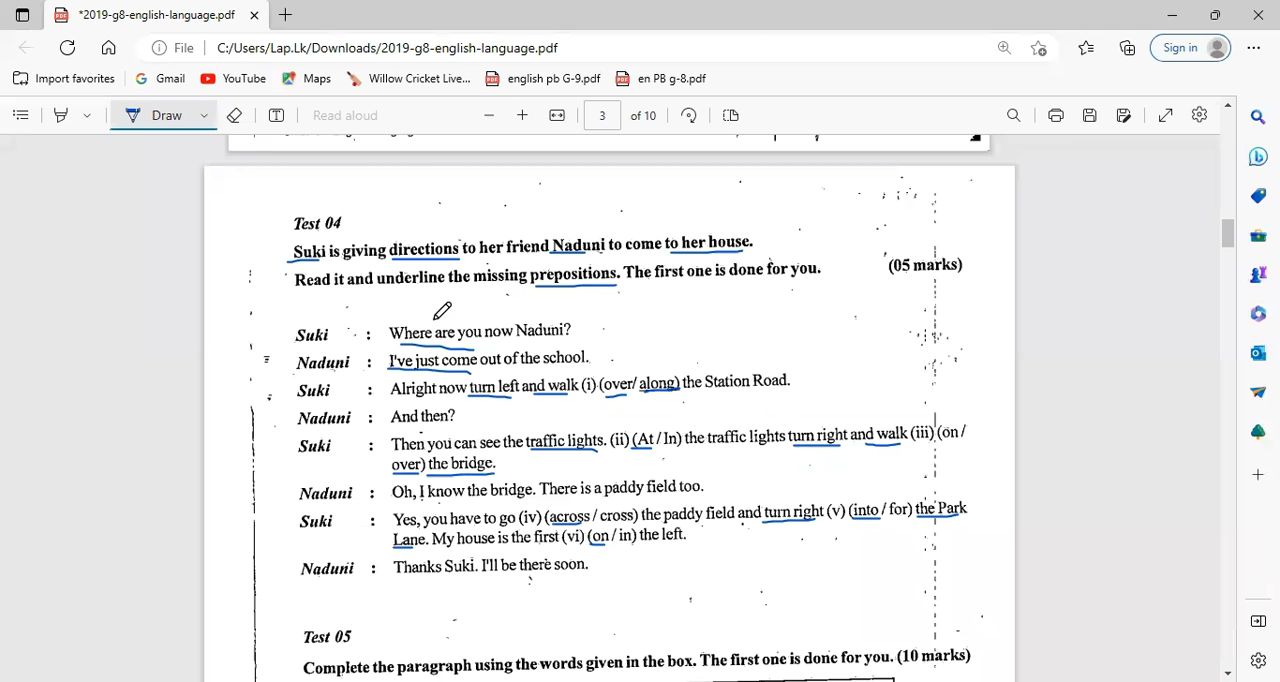 *2019-g8-english-language.pdf
File C:/Users/Lap.Lk/Downloads/2019-g8-english-language.pdf
Sign in
Import favorites Gmail YouTube Maps Willow Cricket Live... english pb G-9.pdf en PB g-8.pdf
Draw Read aloud 3 of 10
Test 04
Suki is giving directions to her friend Naduni to come to her house.
Read it and underline the missing prepositions. The first one is done for you. (05 marks)
Suki : Where are you now Naduni?
Naduni : I've just come out of the school.
Suki : Alright now turn left and walk (i) (over/ along) the Station Road.
Naduni : And then?
Suki : Then you can see the traffic lights. (ii) (At / In) the traffic lights turn right and walk (iii) (on /
over) the bridge.
Naduni : Oh, I know the bridge. There is a paddy field too.
Suki : Yes, you have to go (iv) (across / cross) the paddy field and turn right (v) (into / for) the Park
Lane. My house is the first (vi) (on / in) the left.
Naduni : Thanks Suki. I'll be there soon.
Test 05
Complete the paragraph using the words given in the box. The first one is done for you. (10 marks)